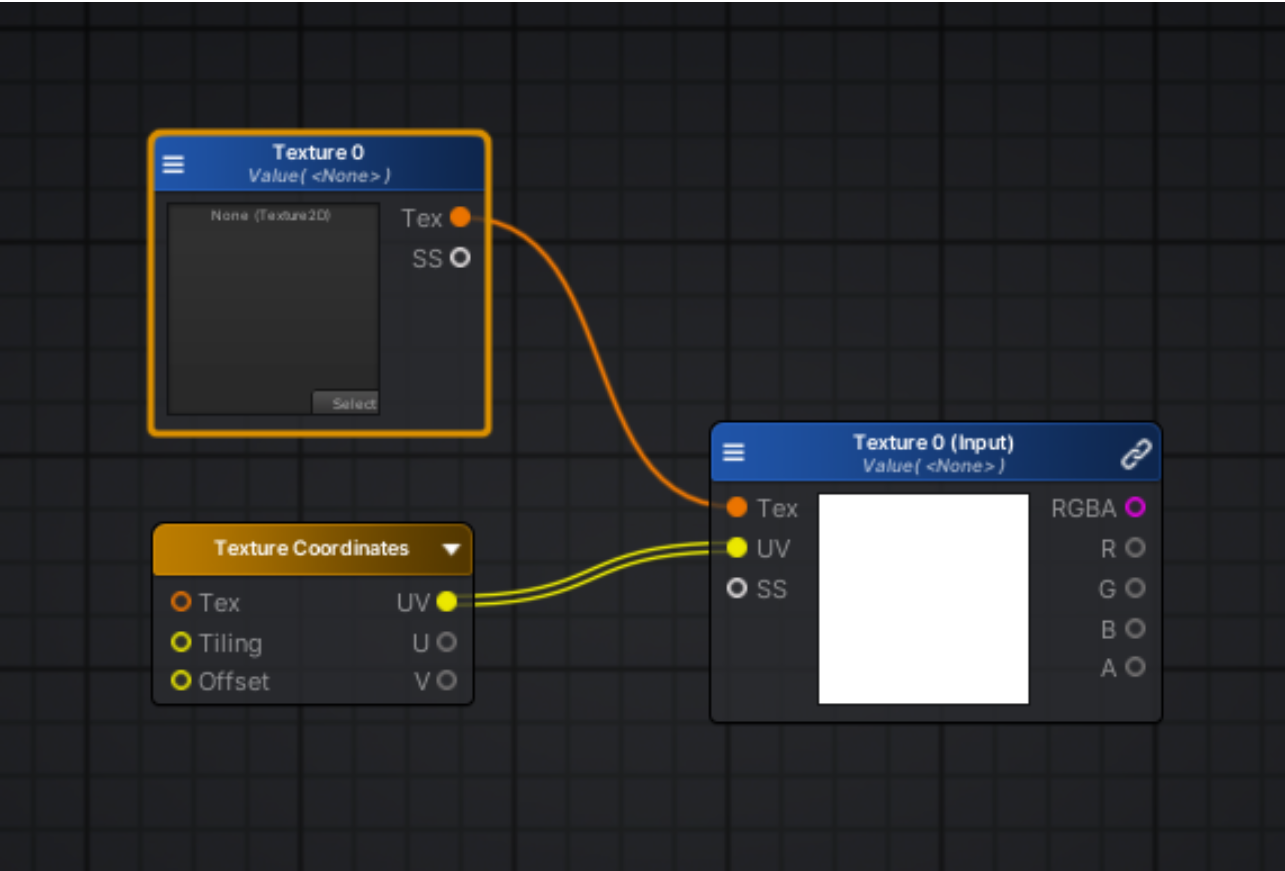 Texture 0
Value( <None> )
None (Texture2D)
Tex
SS
Select
Texture Coordinates
Tex
UV
Tiling
U
Offset
V
Texture 0 (Input)
Value( <None> )
Tex
RGBA
UV
R
SS
G
B
A